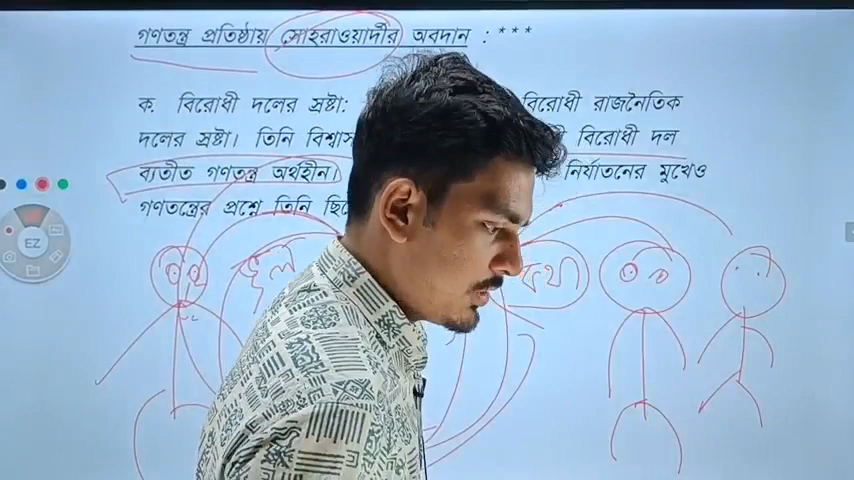 গণতন্ত্র প্রতিষ্ঠায় সোহরাওয়ার্দীর অবদান : ***
ক. বিরোধী দলের স্রষ্টা: বিরোধী রাজনৈতিক
দলের স্রষ্টা। তিনি বিরোধী দল
ব্যতীত গণতন্ত্র অর্থহীন। নির্যাতনের মুখেও
গণতন্ত্রের প্রশ্নে তিনি
EZ